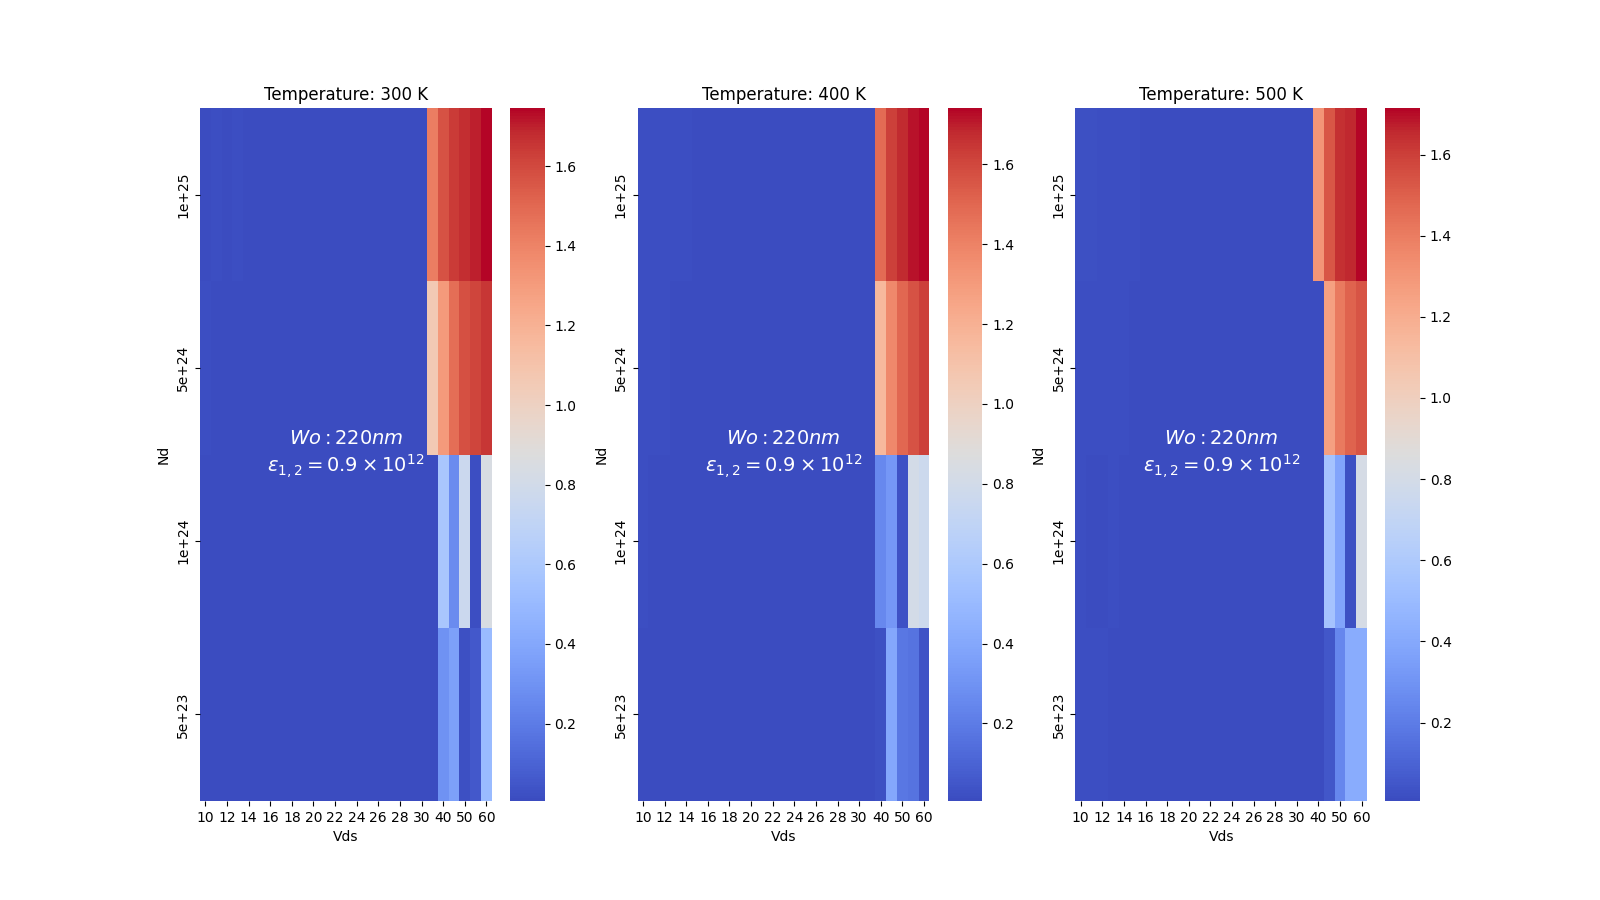 Temperature: 300 K
Nd
1e+25
5e+24
1e+24
5e+23
Wo : 220nm
ε₁,₂ = 0.9 × 10¹²
10 12 14 16 18 20 22 24 26 28 30 40 50 60
Vds
1.6
1.4
1.2
1.0
0.8
0.6
0.4
0.2
Temperature: 400 K
Nd
1e+25
5e+24
1e+24
5e+23
Wo : 220nm
ε₁,₂ = 0.9 × 10¹²
10 12 14 16 18 20 22 24 26 28 30 40 50 60
Vds
1.6
1.4
1.2
1.0
0.8
0.6
0.4
0.2
Temperature: 500 K
Nd
1e+25
5e+24
1e+24
5e+23
Wo : 220nm
ε₁,₂ = 0.9 × 10¹²
10 12 14 16 18 20 22 24 26 28 30 40 50 60
Vds
1.6
1.4
1.2
1.0
0.8
0.6
0.4
0.2